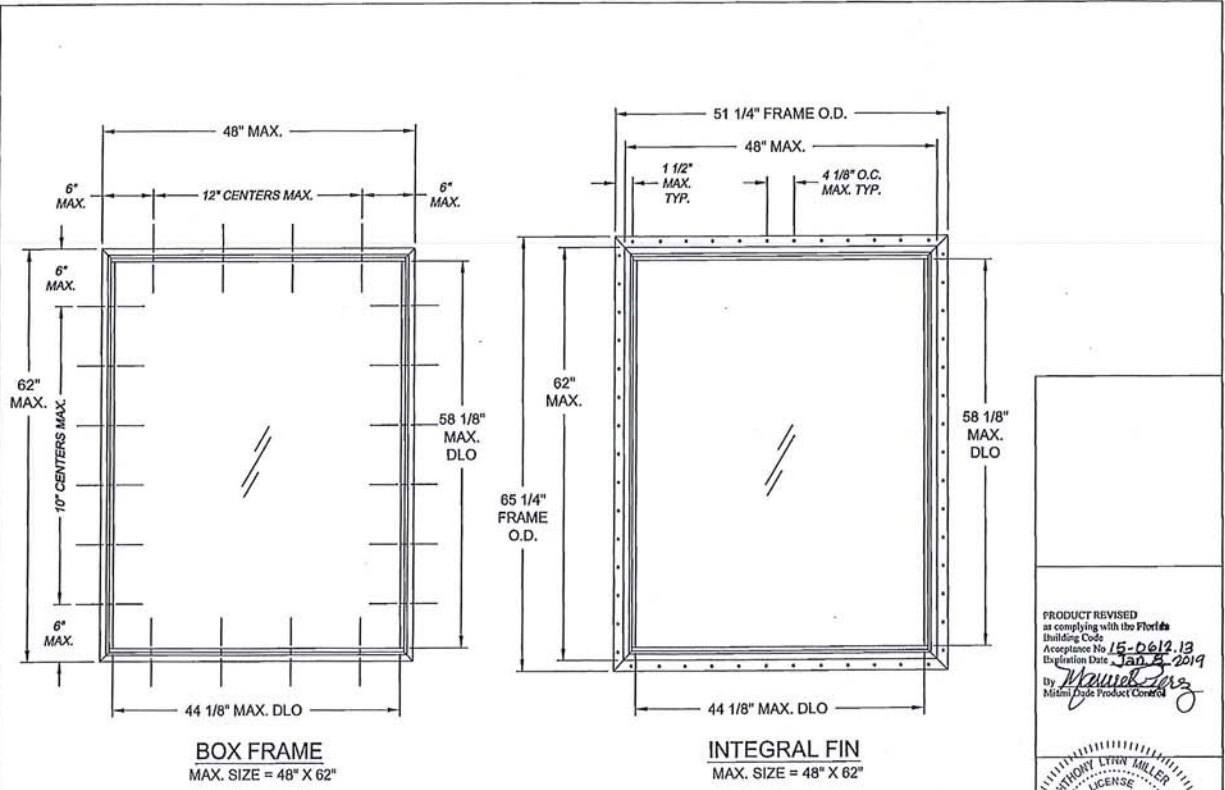 48" MAX.
6"
MAX.
12" CENTERS MAX.
6"
MAX.
6"
MAX.
62"
MAX.
10" CENTERS MAX.
58 1/8"
MAX.
DLO
6"
MAX.
44 1/8" MAX. DLO
BOX FRAME
MAX. SIZE = 48" X 62"
51 1/4" FRAME O.D.
48" MAX.
1 1/2"
MAX.
TYP.
4 1/8" O.C.
MAX. TYP.
62"
MAX.
65 1/4"
FRAME
O.D.
58 1/8"
MAX.
DLO
44 1/8" MAX. DLO
INTEGRAL FIN
MAX. SIZE = 48" X 62"
PRODUCT REVISED
as complying with the Florida
Building Code
Acceptance No 15-0612.13
Expiration Date Jan 8 2019
By
Miami Dade Product Control
ANTHONY LYNN MILLER
LICENSE